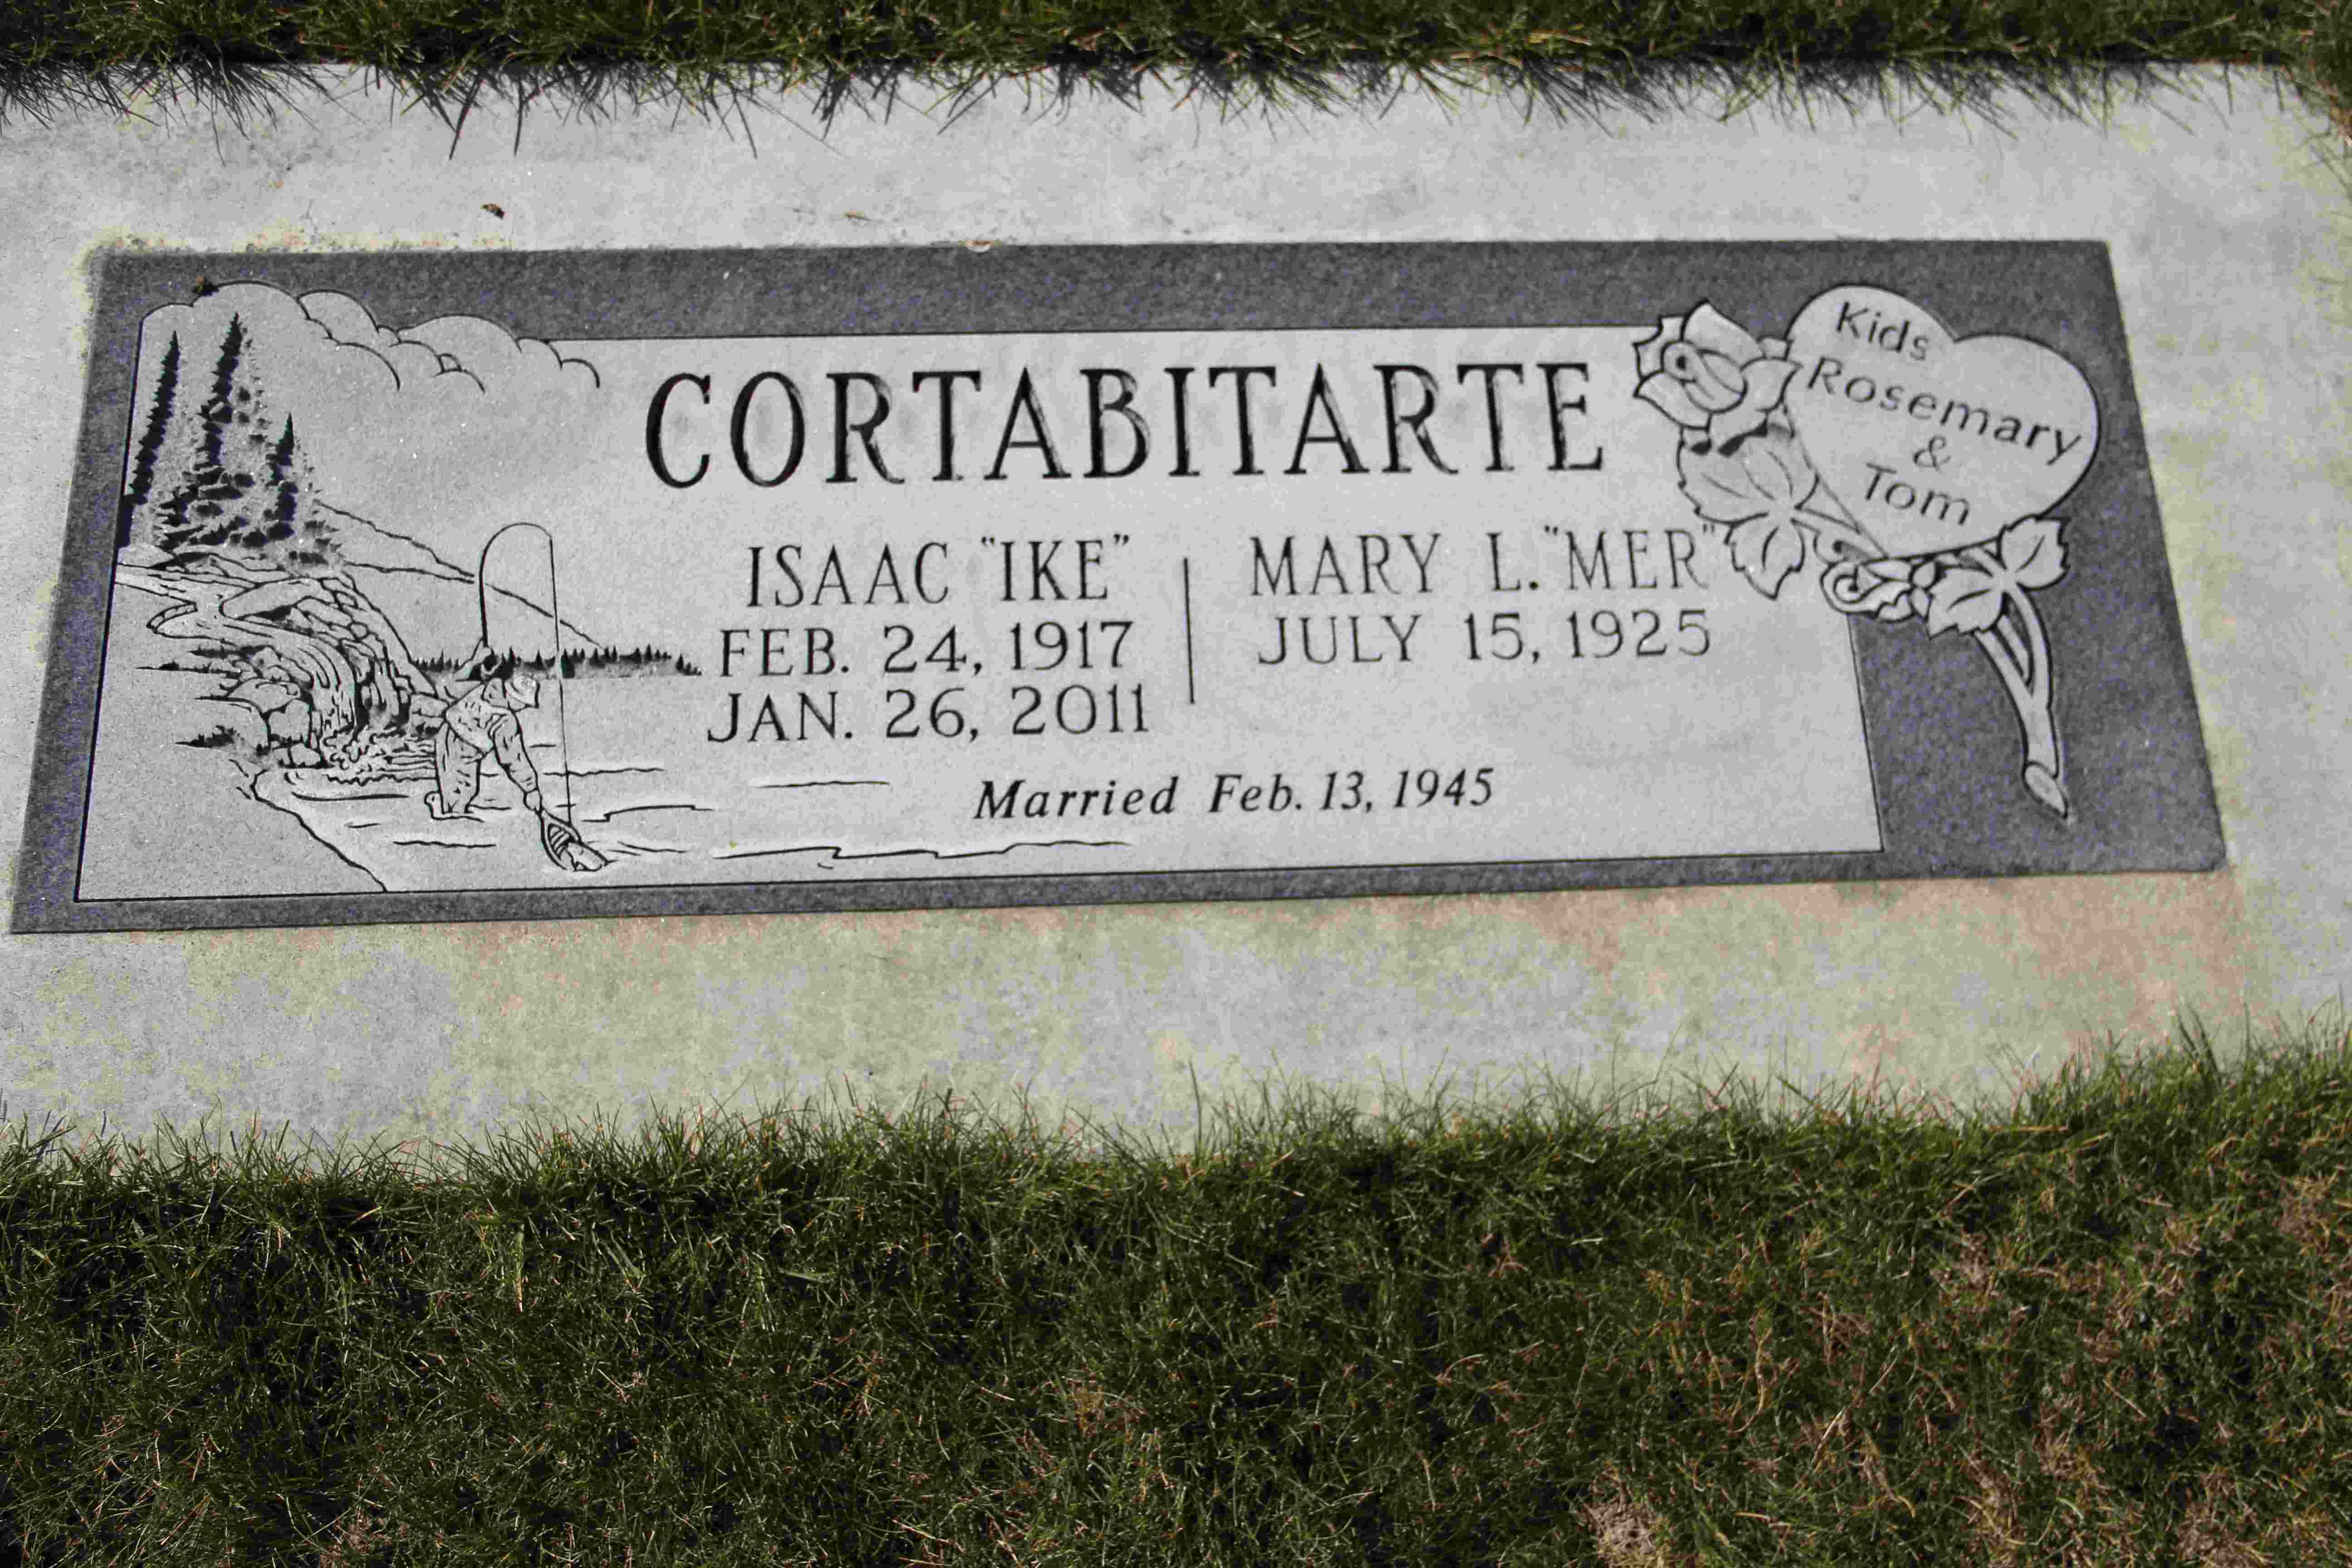 CORTABITARTE
ISAAC "IKE"
FEB. 24, 1917
JAN. 26, 2011
MARY L. "MER"
JULY 15, 1925
Married Feb. 13, 1945
Kids
Rosemary
&
Tom